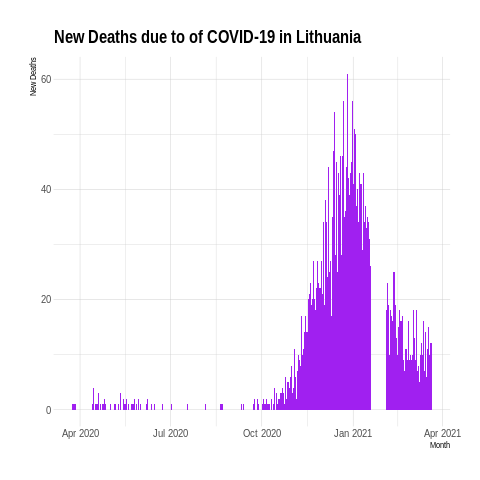 New Deaths due to of COVID-19 in Lithuania
New Deaths
60
40
20
0
Apr 2020 Jul 2020 Oct 2020 Jan 2021 Apr 2021
Month